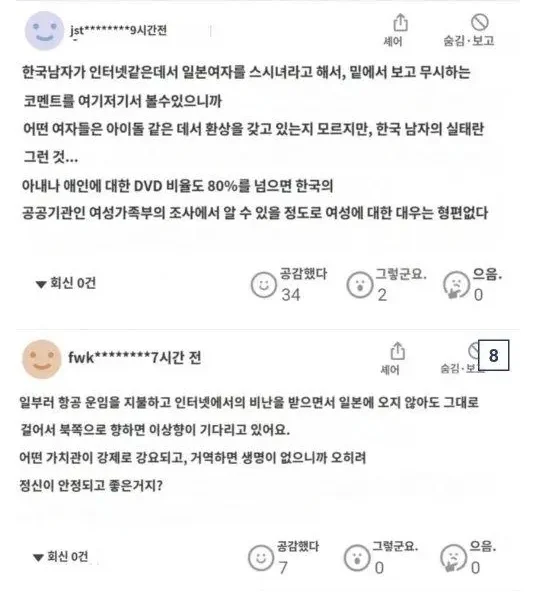 jst********9시간전
셰어
숨김·보고
한국남자가 인터넷같은데서 일본여자를 스시녀라고 해서, 밑에서 보고 무시하는
코멘트를 여기저기서 볼수있으니까
어떤 여자들은 아이돌 같은 데서 환상을 갖고 있는지 모르지만, 한국 남자의 실태란
그런 것...
아내나 애인에 대한 DVD 비율도 80%를 넘으면 한국의
공공기관인 여성가족부의 조사에서 알 수 있을 정도로 여성에 대한 대우는 형편없다
▼ 회신 0건
공감했다
34
그렇군요.
2
으음.
0
fwk********7시간 전
셰어
숨김·보고
8
일부러 항공 운임을 지불하고 인터넷에서의 비난을 받으면서 일본에 오지 않아도 그대로
걸어서 북쪽으로 향하면 이상향이 기다리고 있어요.
어떤 가치관이 강제로 강요되고, 거역하면 생명이 없으니까 오히려
정신이 안정되고 좋은거지?
▼ 회신 0건
공감했다
7
그렇군요.
0
으음.
0